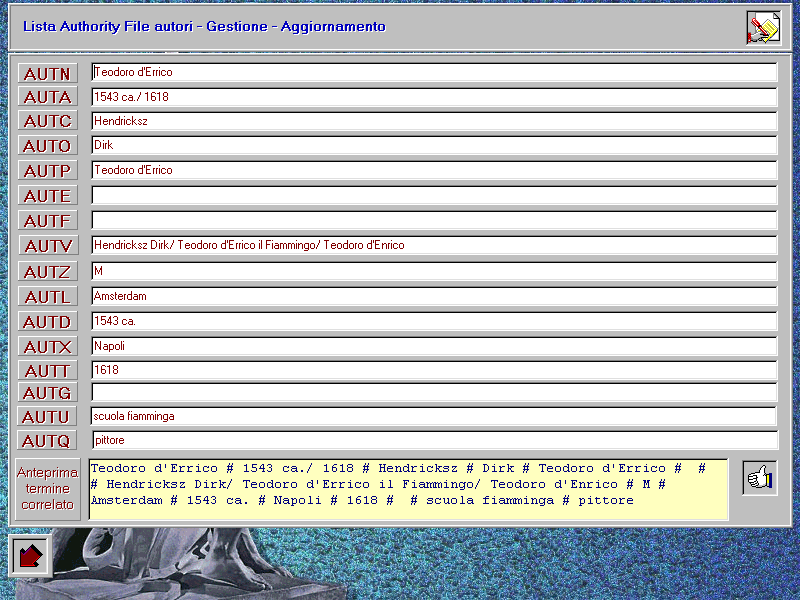 Lista Authority File autori - Gestione - Aggiornamento
AUTN Teodoro d'Errico
AUTA 1543 ca./ 1618
AUTC Hendricksz
AUTO Dirk
AUTP Teodoro d'Errico
AUTE
AUTF
AUTV Hendricksz Dirk/ Teodoro d'Errico il Fiammingo/ Teodoro d'Enrico
AUTZ M
AUTL Amsterdam
AUTD 1543 ca.
AUTX Napoli
AUTT 1618
AUTG
AUTU scuola fiamminga
AUTQ pittore
Anteprima
termine
correlato
Teodoro d'Errico # 1543 ca./ 1618 # Hendricksz # Dirk # Teodoro d'Errico #  #
# Hendricksz Dirk/ Teodoro d'Errico il Fiammingo/ Teodoro d'Enrico # M #
Amsterdam # 1543 ca. # Napoli # 1618 #  # scuola fiamminga # pittore